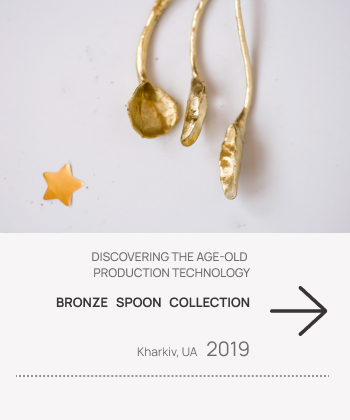 DISCOVERING THE AGE-OLD
PRODUCTION TECHNOLOGY
BRONZE SPOON COLLECTION
Kharkiv, UA 2019